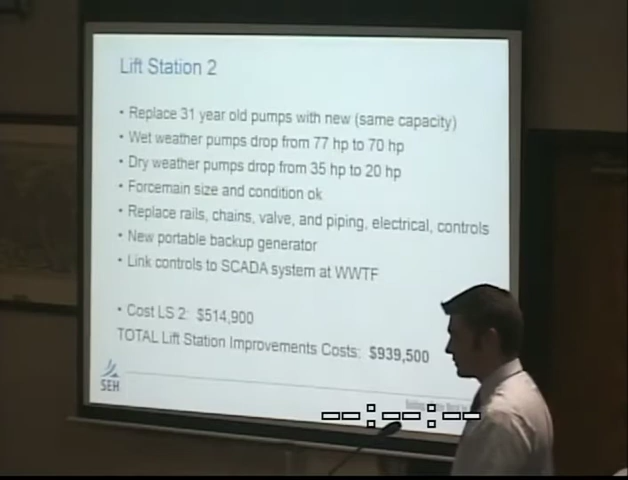 Lift Station 2
• Replace 31 year old pumps with new (same capacity)
• Wet weather pumps drop from 77 hp to 70 hp
• Dry weather pumps drop from 35 hp to 20 hp
• Forcemain size and condition ok
• Replace rails, chains, valve, and piping, electrical, controls
• New portable backup generator
• Link controls to SCADA system at WWTF
• Cost LS 2: $514,900
TOTAL Lift Station Improvements Costs: $939,500
SEH
--:--:--